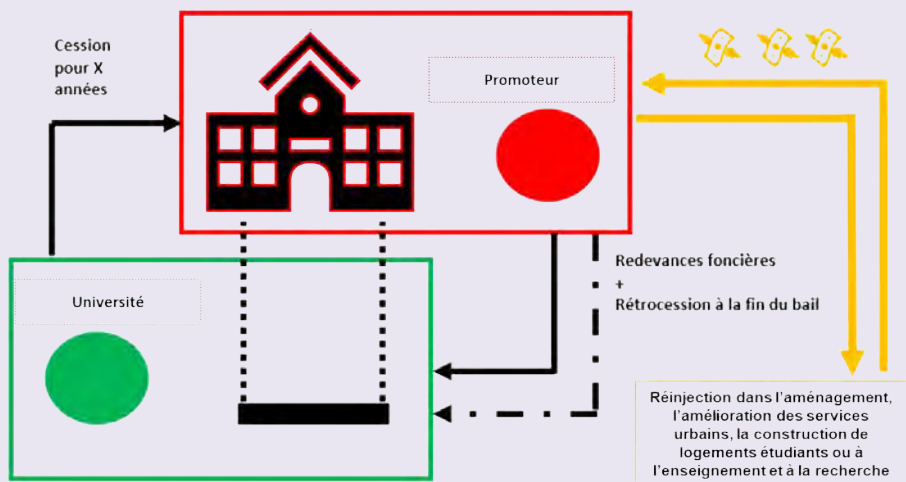 Cession
pour X
années
Promoteur
Université
Redevances foncières
+
Rétrocession à la fin du bail
Réinjection dans l'aménagement,
l'amélioration des services
urbains, la construction de
logements étudiants ou à
l'enseignement et à la recherche